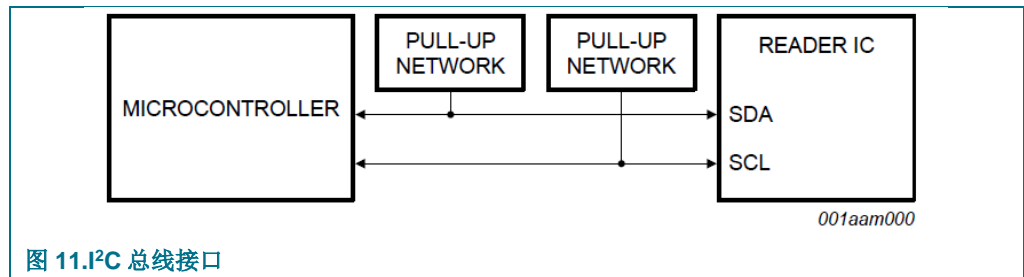 PULL-UP
NETWORK
PULL-UP
NETWORK
READER IC
MICROCONTROLLER
SDA
SCL
001aam000
图 11.I²C 总线接口